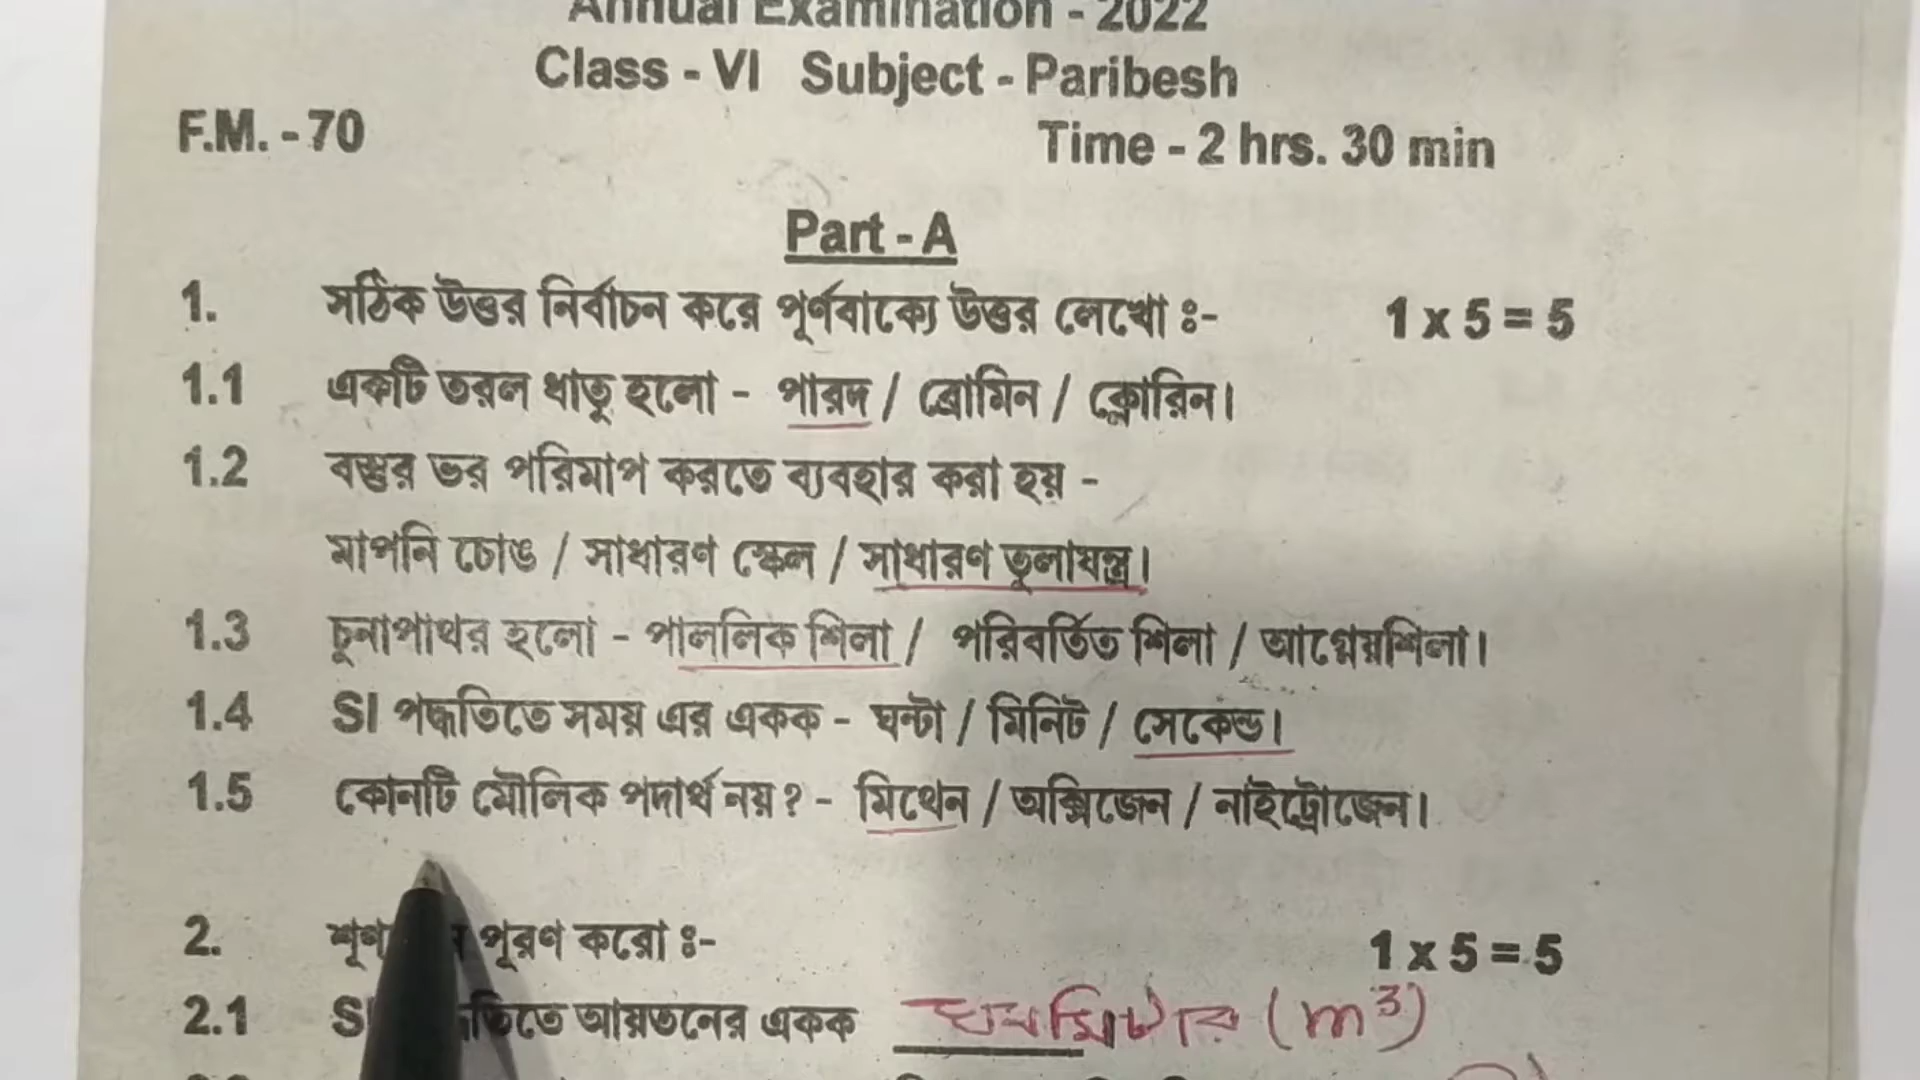 Annual Examination - 2022
Class - VI Subject - Paribesh
F.M. - 70 Time - 2 hrs. 30 min
Part - A
1. সঠিক উত্তর নির্বাচন করে পূর্ণবাক্যে উত্তর লেখো ঃ- 1 x 5 = 5
1.1 একটি তরল ধাতু হলো - পারদ / ব্রোমিন / ক্লোরিন।
1.2 বস্তুর ভর পরিমাপ করতে ব্যবহার করা হয় -
মাপনি চোঙ / সাধারণ স্কেল / সাধারণ তুলাযন্ত্র।
1.3 চুনাপাথর হলো - পাললিক শিলা / পরিবর্তিত শিলা / আগ্নেয়শিলা।
1.4 SI পদ্ধতিতে সময় এর একক - ঘন্টা / মিনিট / সেকেন্ড।
1.5 কোনটি মৌলিক পদার্থ নয়? - মিথেন / অক্সিজেন / নাইট্রোজেন।
2. পূরণ করো ঃ- 1 x 5 = 5
2.1 আয়তনের একক ঘনমিটার (m³)